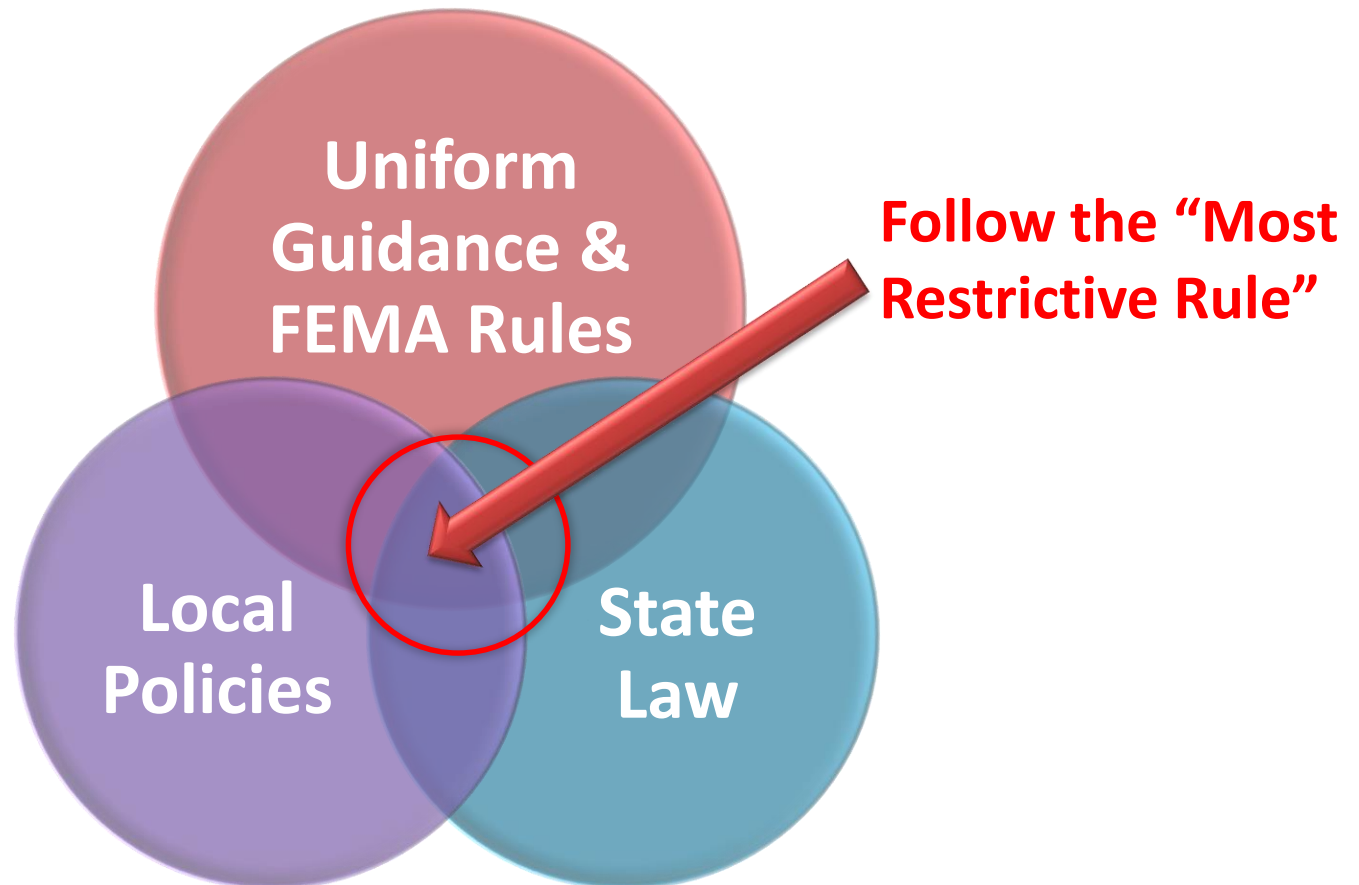 Uniform
Guidance &
FEMA Rules
Follow the “Most
Restrictive Rule”
Local
Policies
State
Law